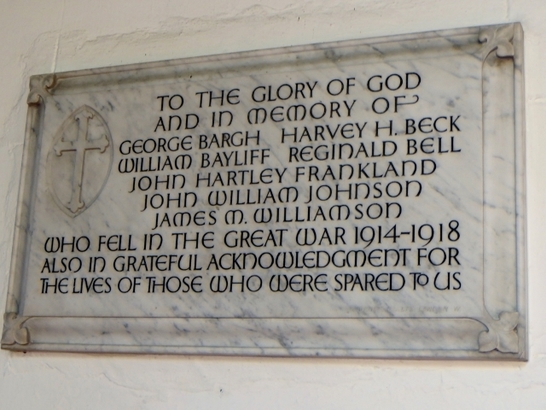 TO THE GLORY OF GOD
AND IN MEMORY OF
GEORGE BARGH HARVEY H. BECK
WILLIAM BAYLIFF REGINALD BELL
JOHN HARTLEY FRANKLAND
JOHN WILLIAM JOHNSON
JAMES M. WILLIAMSON
WHO FELL IN THE GREAT WAR 1914-1918
ALSO IN GRATEFUL ACKNOWLEDGMENT FOR
THE LIVES OF THOSE WHO WERE SPARED TO US